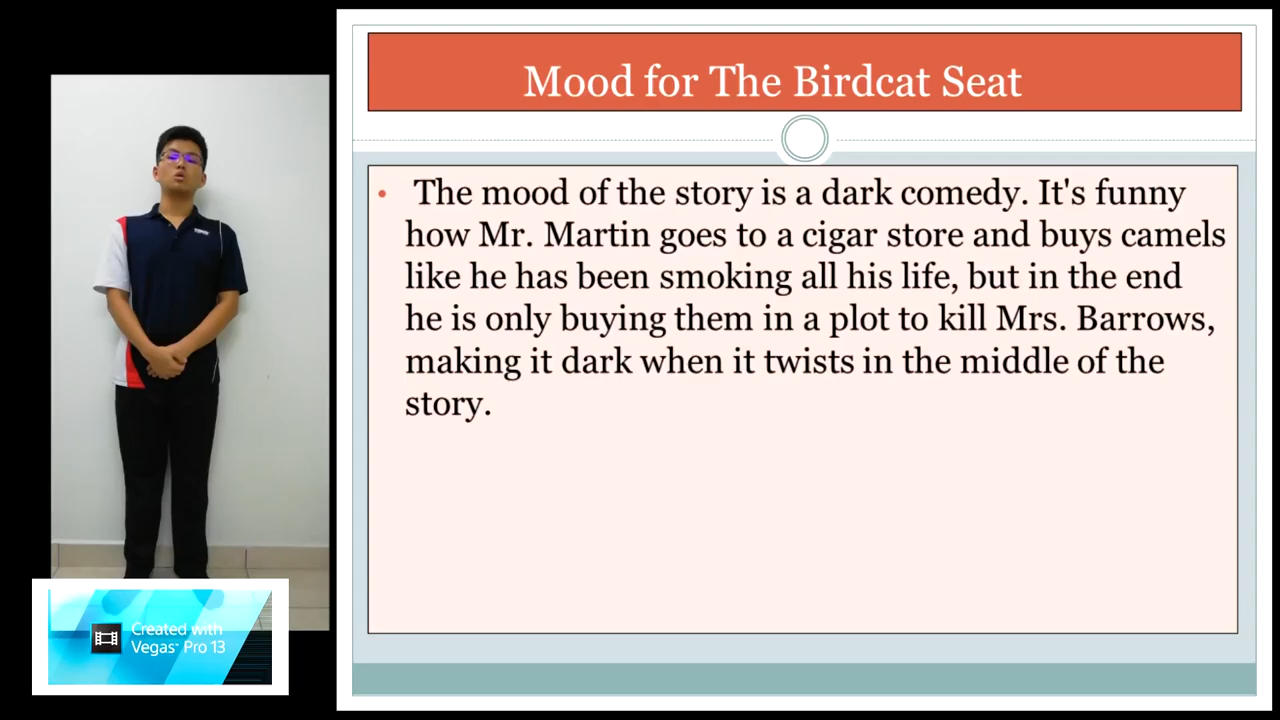 Mood for The Birdcat Seat
• The mood of the story is a dark comedy. It's funny
how Mr. Martin goes to a cigar store and buys camels
like he has been smoking all his life, but in the end
he is only buying them in a plot to kill Mrs. Barrows,
making it dark when it twists in the middle of the
story.
Created with
Vegas™ Pro 13